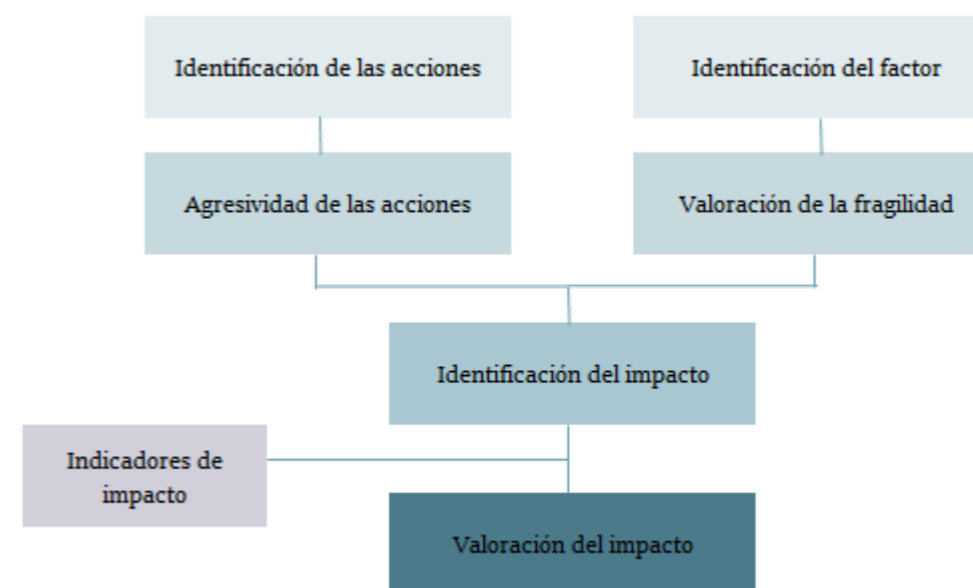 Identificación de las acciones
Identificación del factor
Agresividad de las acciones
Valoración de la fragilidad
Identificación del impacto
Indicadores de
impacto
Valoración del impacto